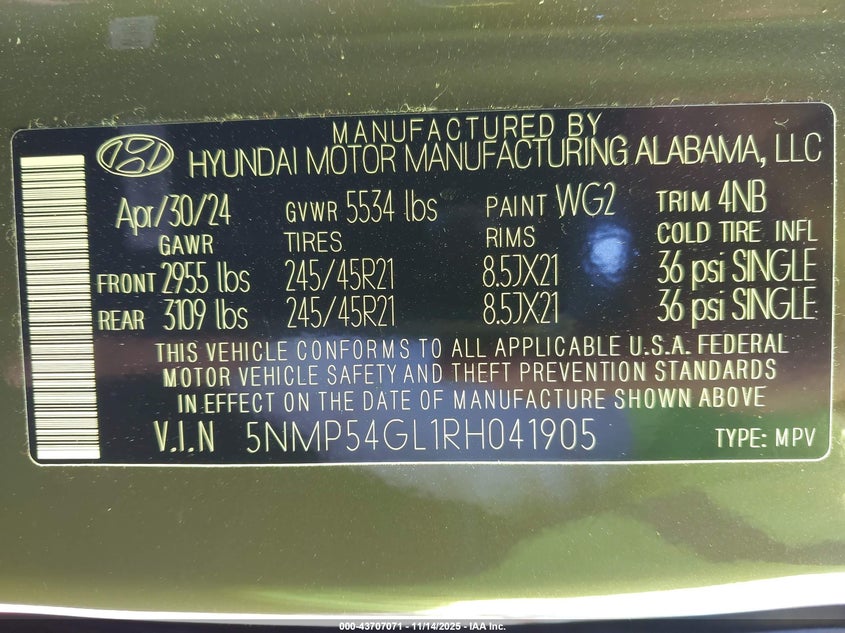 MANUFACTURED BY
HYUNDAI MOTOR MANUFACTURING ALABAMA, LLC
Apr/30/24 GVWR 5534 lbs PAINT WG2 TRIM 4NB
GAWR TIRES RIMS COLD TIRE INFL
FRONT 2955 lbs 245/45R21 8.5JX21 36 psi SINGLE
REAR 3109 lbs 245/45R21 8.5JX21 36 psi SINGLE
THIS VEHICLE CONFORMS TO ALL APPLICABLE U.S.A. FEDERAL
MOTOR VEHICLE SAFETY AND THEFT PREVENTION STANDARDS
IN EFFECT ON THE DATE OF MANUFACTURE SHOWN ABOVE
V.I.N 5NMP54GL1RH041905 TYPE: MPV
000-43707071 - 11/14/2025 - IAA Inc.